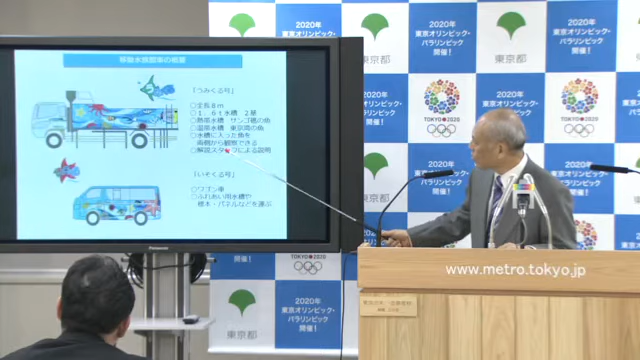 移動水族館車の概要
「うみくる号」
○全長８ｍ
○１．６ｔ水槽　２基
○熱帯水槽　サンゴ礁の魚
○温帯水槽　東京湾の魚
○水槽に入った魚を
両側から観察できる
○解説スタッフによる説明
「いそくる号」
○ワゴン車
○ふれあい用水槽や
標本・パネルなどを運ぶ
Panasonic
2020年
東京オリンピック・
パラリンピック
開催！
東京都
TOKYO 2020
www.metro.tokyo.jp